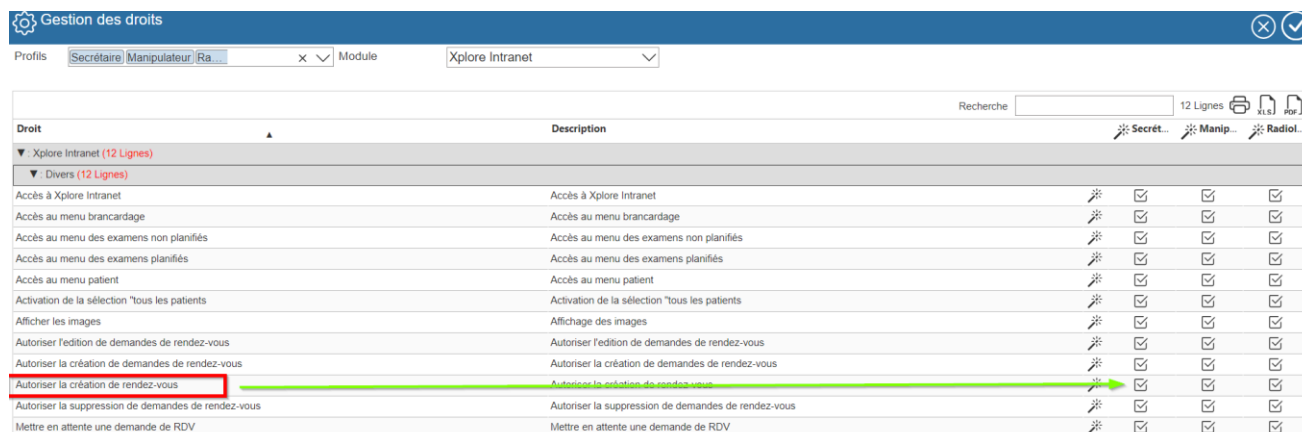 Gestion des droits
Profils Secrétaire Manipulateur Ra... Module Xplore Intranet
Recherche 12 Lignes XLS PDF
Droit Description Secrét... Manip... Radiol...
▼ : Xplore Intranet (12 Lignes)
▼ : Divers (12 Lignes)
Accès à Xplore Intranet Accès à Xplore Intranet
Accès au menu brancardage Accès au menu brancardage
Accès au menu des examens non planifiés Accès au menu des examens non planifiés
Accès au menu des examens planifiés Accès au menu des examens planifiés
Accès au menu patient Accès au menu patient
Activation de la sélection "tous les patients Activation de la sélection "tous les patients
Afficher les images Affichage des images
Autoriser l'edition de demandes de rendez-vous Autoriser l'edition de demandes de rendez-vous
Autoriser la création de demandes de rendez-vous Autoriser la création de demandes de rendez-vous
Autoriser la création de rendez-vous Autoriser la création de rendez-vous
Autoriser la suppression de demandes de rendez-vous Autoriser la suppression de demandes de rendez-vous
Mettre en attente une demande de RDV Mettre en attente une demande de RDV